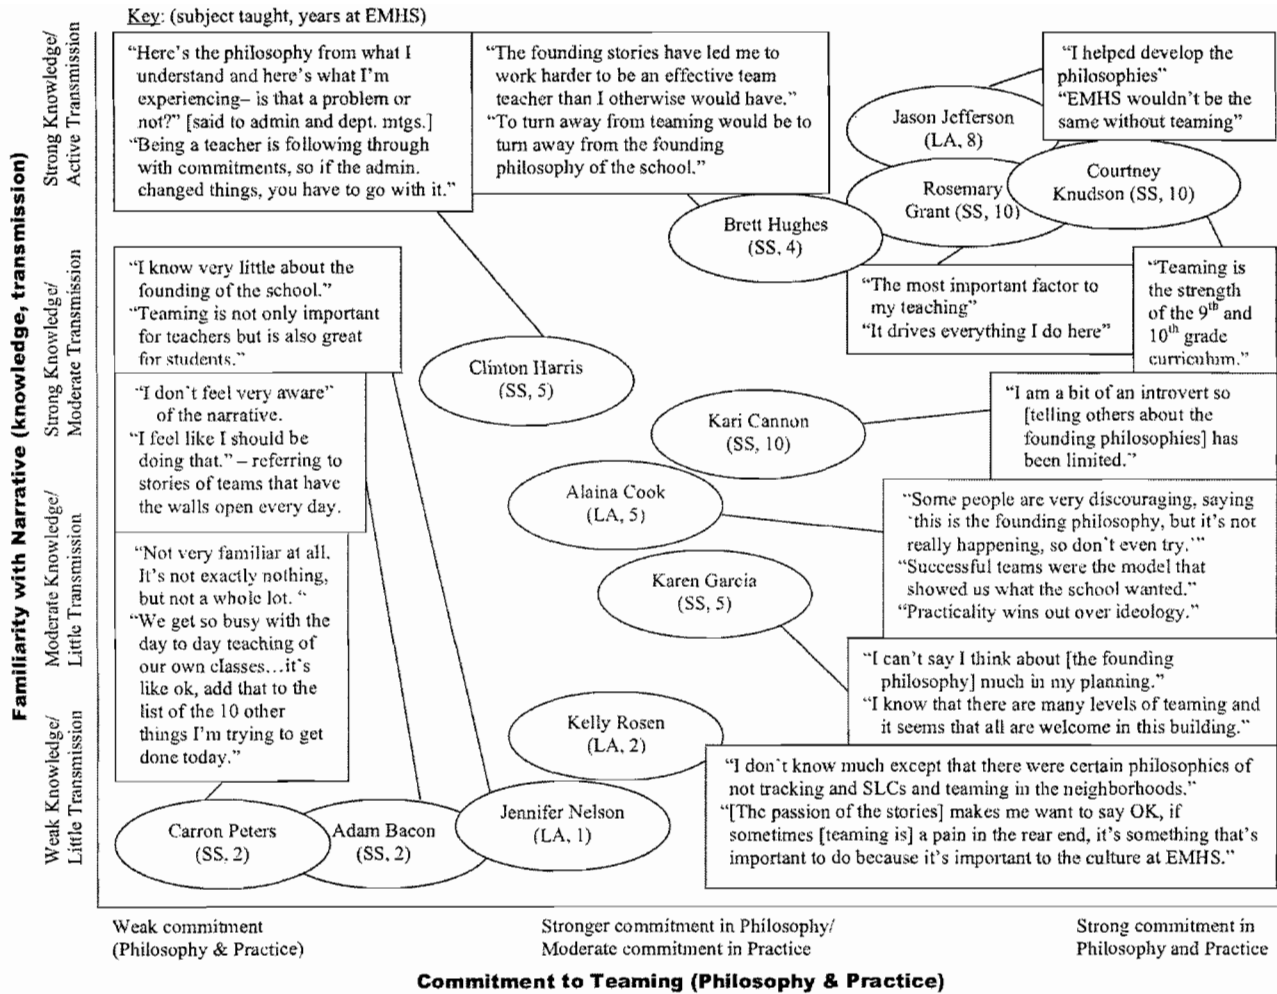 Key: (subject taught, years at EMHS)
"Here's the philosophy from what I
understand and here's what I'm
experiencing– is that a problem or
not?" [said to admin and dept. mtgs.]
"Being a teacher is following through
with commitments, so if the admin.
changed things, you have to go with it."
"The founding stories have led me to
work harder to be an effective team
teacher than I otherwise would have."
"To turn away from teaming would be to
turn away from the founding
philosophy of the school."
"I helped develop the
philosophies"
"EMHS wouldn't be the
same without teaming"
Jason Jefferson
(LA, 8)
Rosemary
Grant (SS, 10)
Courtney
Knudson (SS, 10)
Brett Hughes
(SS, 4)
"I know very little about the
founding of the school."
"Teaming is not only important
for teachers but is also great
for students."
"The most important factor to
my teaching"
"It drives everything I do here"
"Teaming is
the strength
of the 9th and
10th grade
curriculum."
Clinton Harris
(SS, 5)
"I don't feel very aware"
of the narrative.
"I feel like I should be
doing that." – referring to
stories of teams that have
the walls open every day.
Kari Cannon
(SS, 10)
"I am a bit of an introvert so
[telling others about the
founding philosophies] has
been limited."
Alaina Cook
(LA, 5)
"Some people are very discouraging, saying
'this is the founding philosophy, but it's not
really happening, so don't even try.'"
"Successful teams were the model that
showed us what the school wanted."
"Practicality wins out over ideology."
"Not very familiar at all.
It's not exactly nothing,
but not a whole lot. "
"We get so busy with the
day to day teaching of
our own classes…it's
like ok, add that to the
list of the 10 other
things I'm trying to get
done today."
Karen Garcia
(SS, 5)
"I can't say I think about [the founding
philosophy] much in my planning."
"I know that there are many levels of teaming and
it seems that all are welcome in this building."
Kelly Rosen
(LA, 2)
"I don't know much except that there were certain philosophies of
not tracking and SLCs and teaming in the neighborhoods."
"[The passion of the stories] makes me want to say OK, if
sometimes [teaming is] a pain in the rear end, it's something that's
important to do because it's important to the culture at EMHS."
Carron Peters
(SS, 2)
Adam Bacon
(SS, 2)
Jennifer Nelson
(LA, 1)
Familiarity with Narrative (knowledge, transmission)
Strong Knowledge/
Active Transmission
Strong Knowledge/
Moderate Transmission
Moderate Knowledge/
Little Transmission
Weak Knowledge/
Little Transmission
Weak commitment
(Philosophy & Practice)
Stronger commitment in Philosophy/
Moderate commitment in Practice
Strong commitment in
Philosophy and Practice
Commitment to Teaming (Philosophy & Practice)